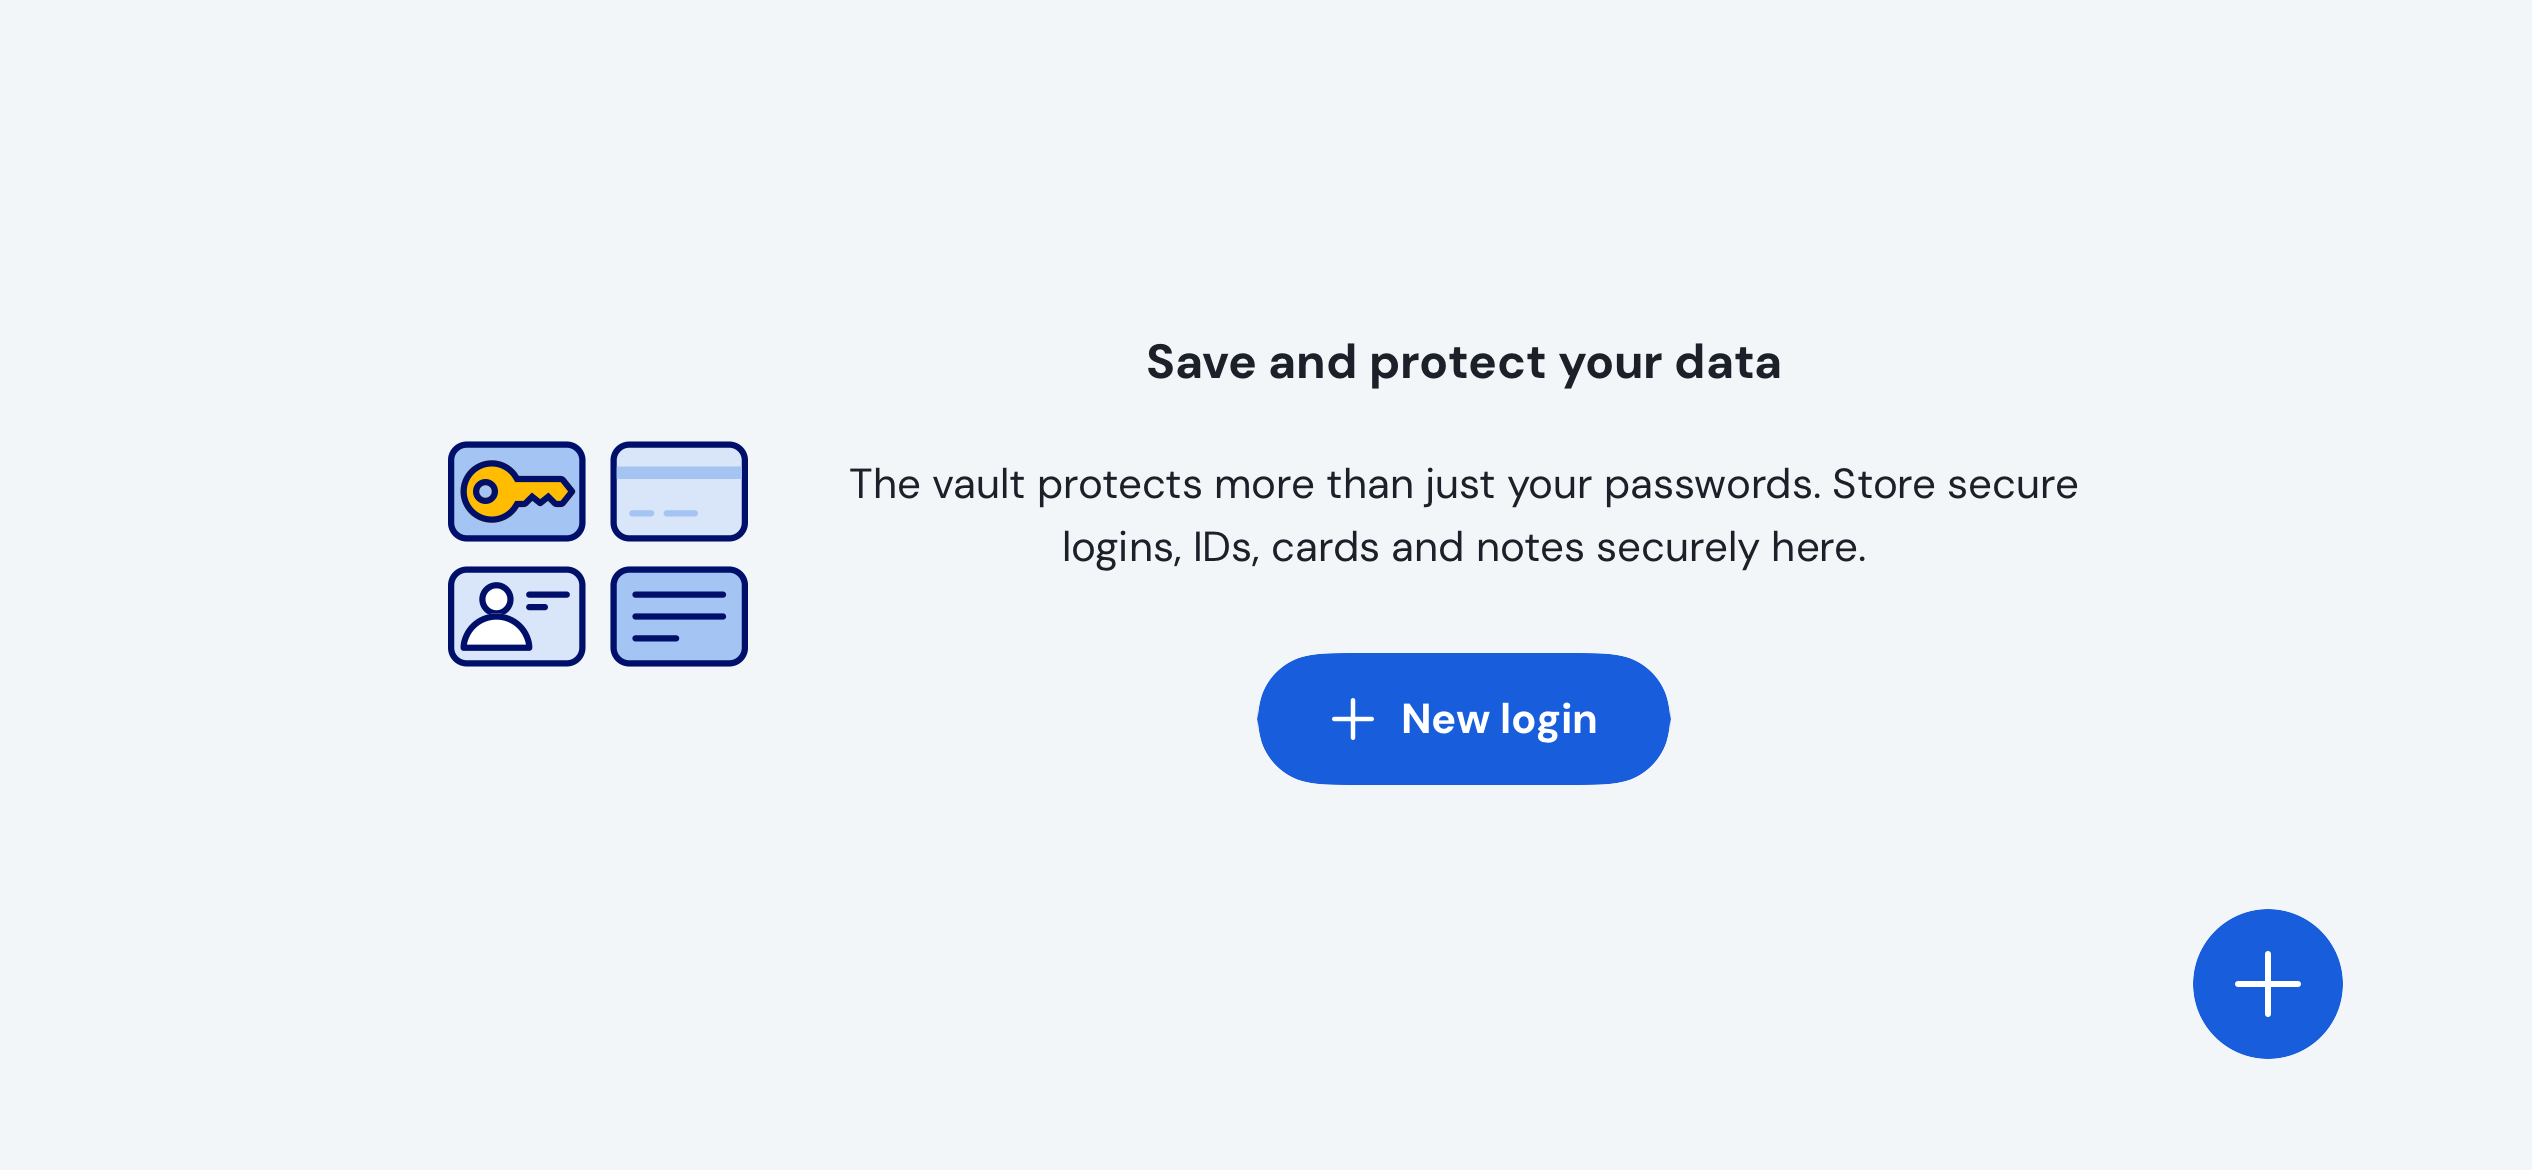 Save and protect your data
The vault protects more than just your passwords. Store secure
logins, IDs, cards and notes securely here.
New login